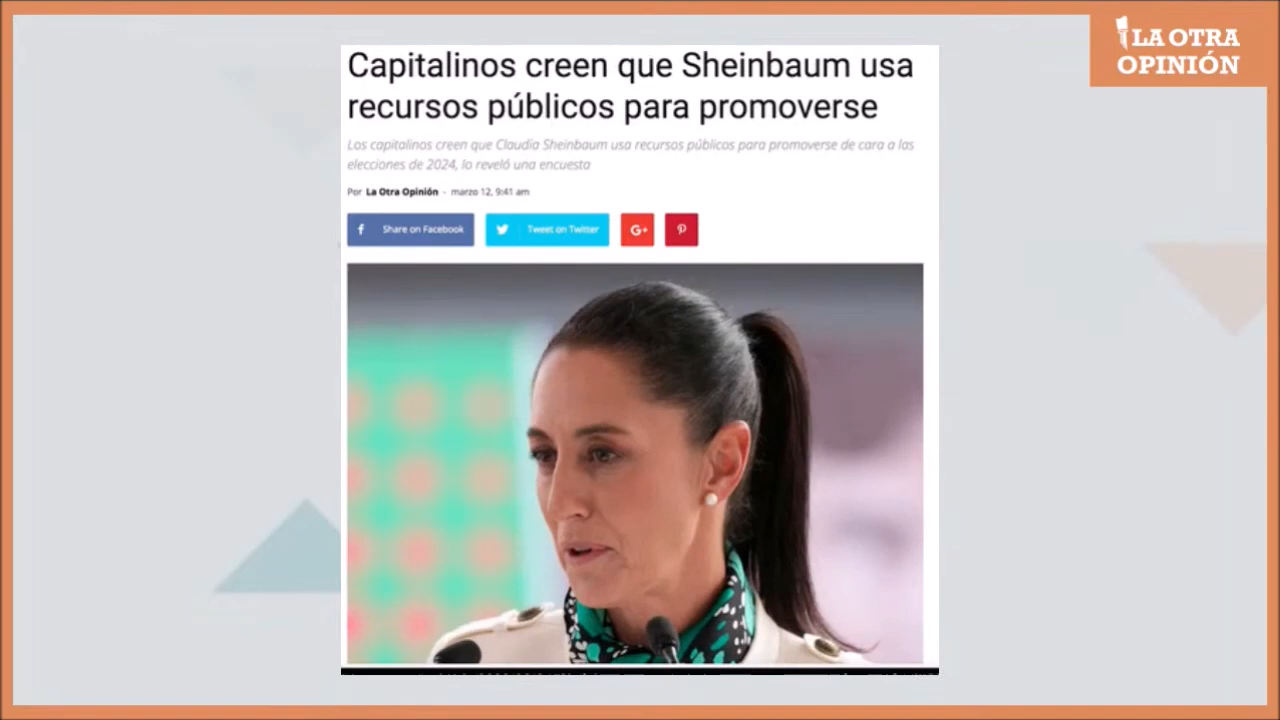 LA OTRA
OPINIÓN
Capitalinos creen que Sheinbaum usa
recursos públicos para promoverse
Los capitalinos creen que Claudia Sheinbaum usa recursos públicos para promoverse de cara a las
elecciones de 2024, lo reveló una encuesta
Por La Otra Opinión - marzo 12, 9:41 am
f Share on Facebook Tweet on Twitter G+